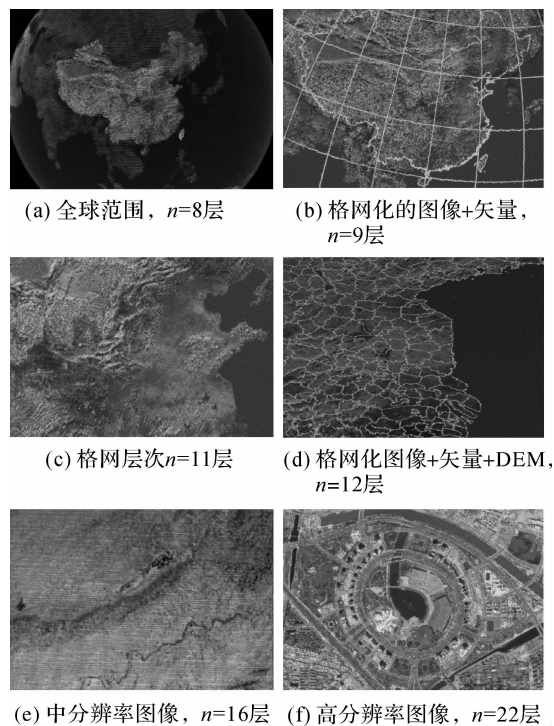 (a) 全球范围，n=8层
(b) 格网化的图像+矢量，
n=9层
(c) 格网层次n=11层
(d) 格网化图像+矢量+DEM，
n=12层
(e) 中分辨率图像，n=16层
(f) 高分辨率图像，n=22层